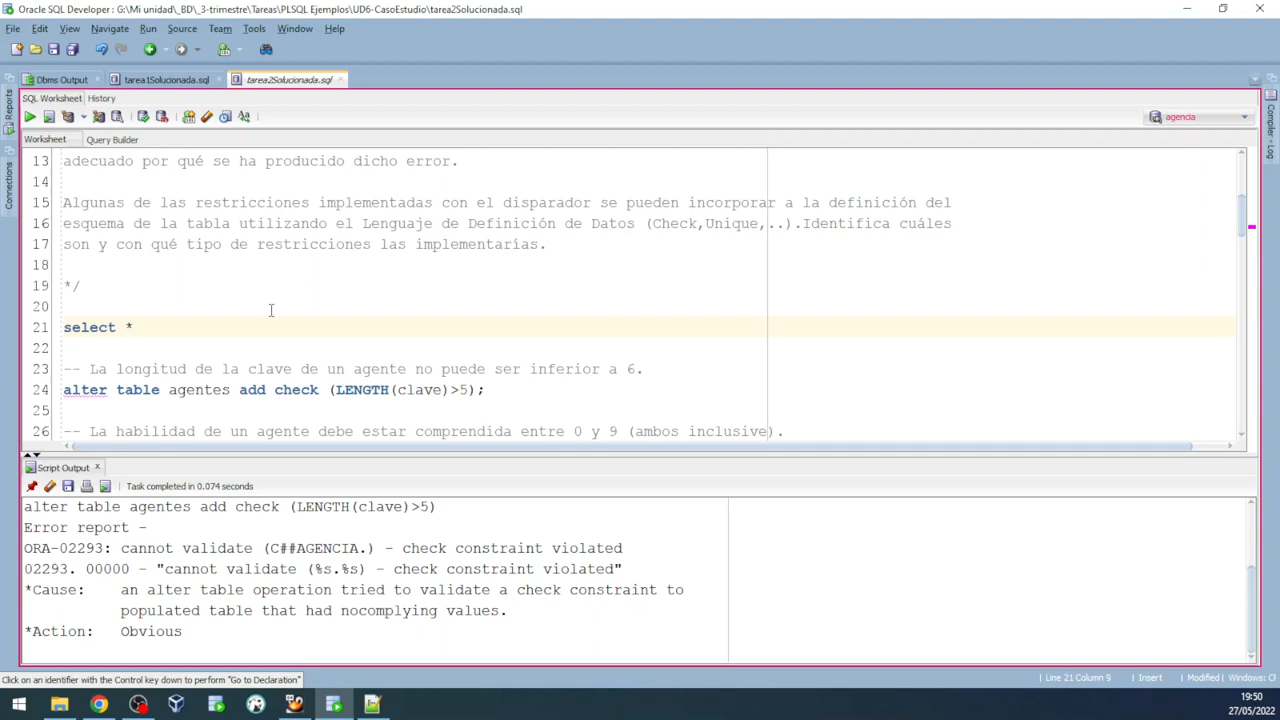 Oracle SQL Developer : G:\Mi unidad\_BD\_3-trimestre\Tareas\PLSQL Ejemplos\UD6-CasoEstudio\tarea2Solucionada.sql
File Edit View Navigate Run Source Team Tools Window Help
Dbms Output tarea1Solucionada.sql tarea2Solucionada.sql
SQL Worksheet History
agencia
Worksheet Query Builder
Reports
Connections
Compiler - Log
13 adecuado por qué se ha producido dicho error.
14
15 Algunas de las restricciones implementadas con el disparador se pueden incorporar a la definición del
16 esquema de la tabla utilizando el Lenguaje de Definición de Datos (Check,Unique,..).Identifica cuáles
17 son y con qué tipo de restricciones las implementarías.
18
19 */
20
21 select *
22
23 -- La longitud de la clave de un agente no puede ser inferior a 6.
24 alter table agentes add check (LENGTH(clave)>5);
25
26 -- La habilidad de un agente debe estar comprendida entre 0 y 9 (ambos inclusive).
Script Output
Task completed in 0.074 seconds
alter table agentes add check (LENGTH(clave)>5)
Error report -
ORA-02293: cannot validate (C##AGENCIA.) - check constraint violated
02293. 00000 - "cannot validate (%s.%s) - check constraint violated"
*Cause: an alter table operation tried to validate a check constraint to
populated table that had nocomplying values.
*Action: Obvious
Click on an identifier with the Control key down to perform "Go to Declaration"
Line 21 Column 9 Insert Modified Windows: C
19:50
27/05/2022